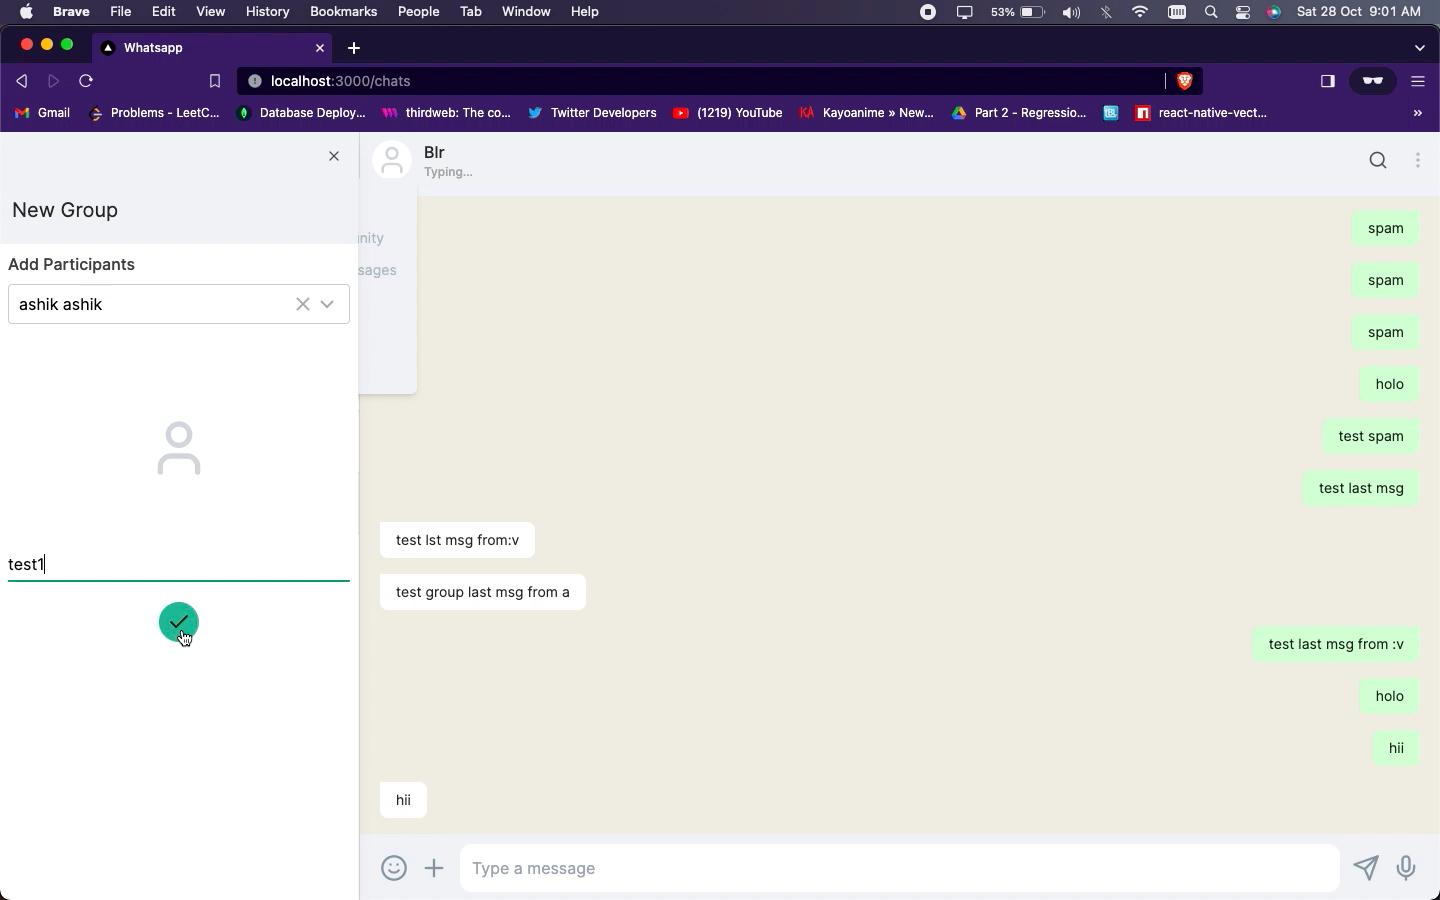 Brave File Edit View History Bookmarks People Tab Window Help 53% Sat 28 Oct 9:01 AM
Whatsapp
localhost:3000/chats
Gmail Problems - LeetC... Database Deploy... thirdweb: The co... Twitter Developers (1219) YouTube Kayoanime » New... Part 2 - Regressio... react-native-vect... »
Blr
Typing...
New Group
Add Participants
ashik ashik
test1
nity
sages
spam
spam
spam
holo
test spam
test last msg
test lst msg from:v
test group last msg from a
test last msg from :v
holo
hii
hii
Type a message